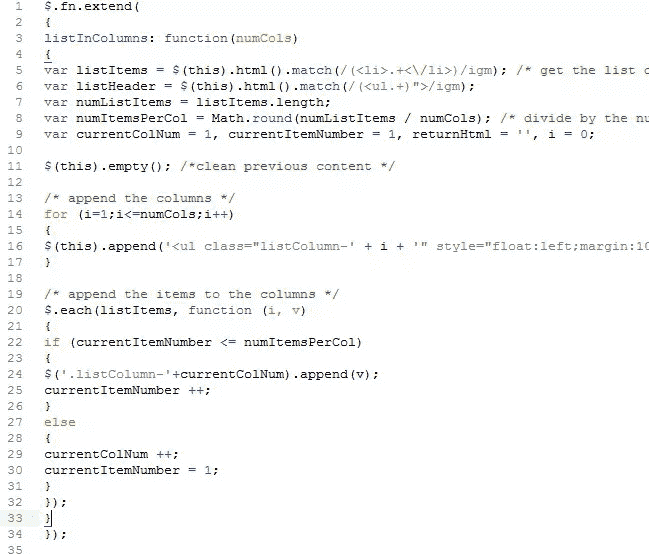 1 $.fn.extend(
2 {
3 listInColumns: function(numCols)
4 {
5 var listItems = $(this).html().match(/(<li>.+<\/li>)/igm); /* get the list
6 var listHeader = $(this).html().match(/(<ul.+)">/igm);
7 var numListItems = listItems.length;
8 var numItemsPerCol = Math.round(numListItems / numCols); /* divide by the
9 var currentColNum = 1, currentItemNumber = 1, returnHtml = '', i = 0;
10
11 $(this).empty(); /*clean previous content */
12
13 /* append the columns */
14 for (i=1;i<=numCols;i++)
15 {
16 $(this).append('<ul class="listColumn-' + i + '" style="float:left;margin:10
17 }
18
19 /* append the items to the columns */
20 $.each(listItems, function (i, v)
21 {
22 if (currentItemNumber <= numItemsPerCol)
23 {
24 $('.listColumn-'+currentColNum).append(v);
25 currentItemNumber ++;
26 }
27 else
28 {
29 currentColNum ++;
30 currentItemNumber = 1;
31 }
32 });
33 }
34 });
35